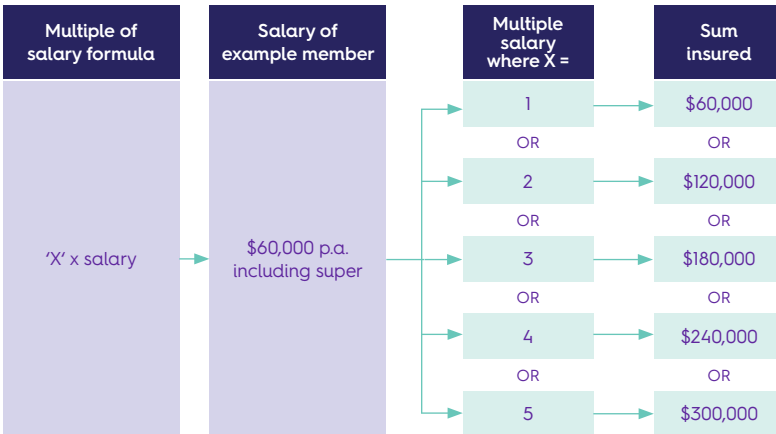 Multiple of
salary formula
Salary of
example member
Multiple
salary
where X =
Sum
insured
‘X’ x salary
$60,000 p.a.
including super
1
$60,000
OR
OR
2
$120,000
OR
OR
3
$180,000
OR
OR
4
$240,000
OR
OR
5
$300,000